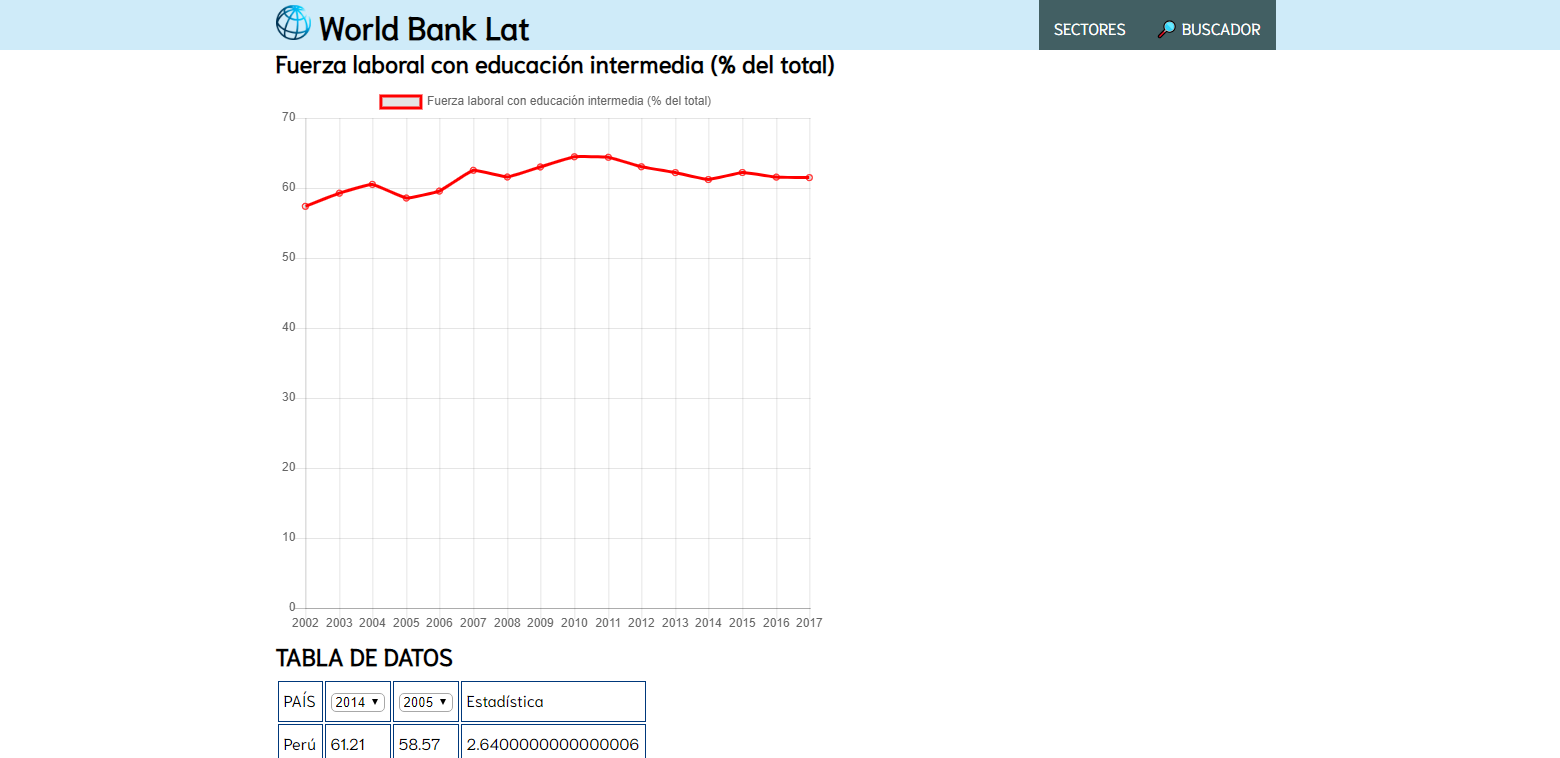 World Bank Lat
SECTORES
BUSCADOR
Fuerza laboral con educación intermedia (% del total)
Fuerza laboral con educación intermedia (% del total)
70
60
50
40
30
20
10
0
2002 2003 2004 2005 2006 2007 2008 2009 2010 2011 2012 2013 2014 2015 2016 2017
TABLA DE DATOS
PAÍS 2014 2005 Estadística
Perú 61.21 58.57 2.6400000000000006